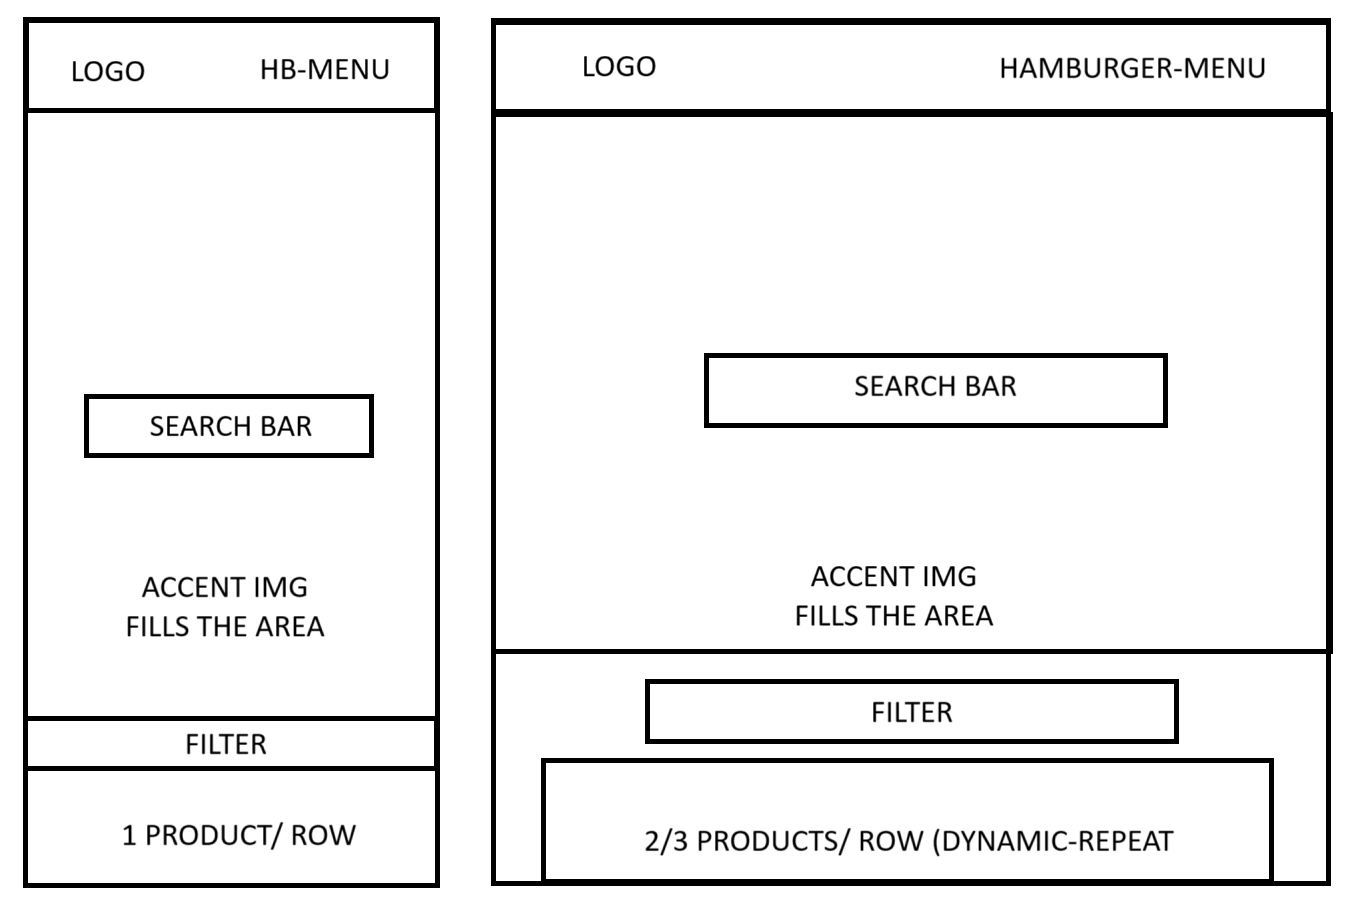 LOGO
HB-MENU
SEARCH BAR
ACCENT IMG
FILLS THE AREA
FILTER
1 PRODUCT/ ROW
LOGO
HAMBURGER-MENU
SEARCH BAR
ACCENT IMG
FILLS THE AREA
FILTER
2/3 PRODUCTS/ ROW (DYNAMIC-REPEAT